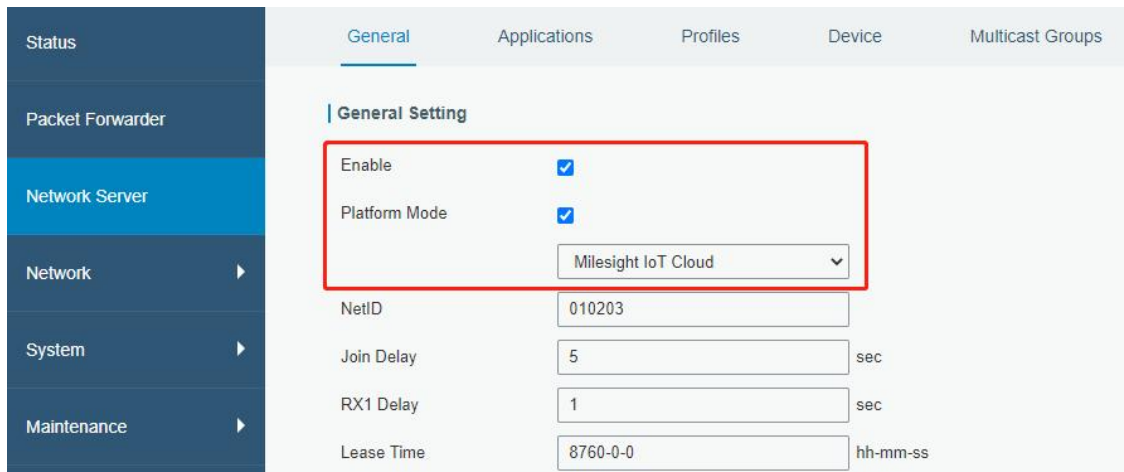 Status
General Applications Profiles Device Multicast Groups
Packet Forwarder
General Setting
Enable
Network Server
Platform Mode
Milesight IoT Cloud
Network
NetID 010203
System
Join Delay 5 sec
RX1 Delay 1 sec
Maintenance
Lease Time 8760-0-0 hh-mm-ss